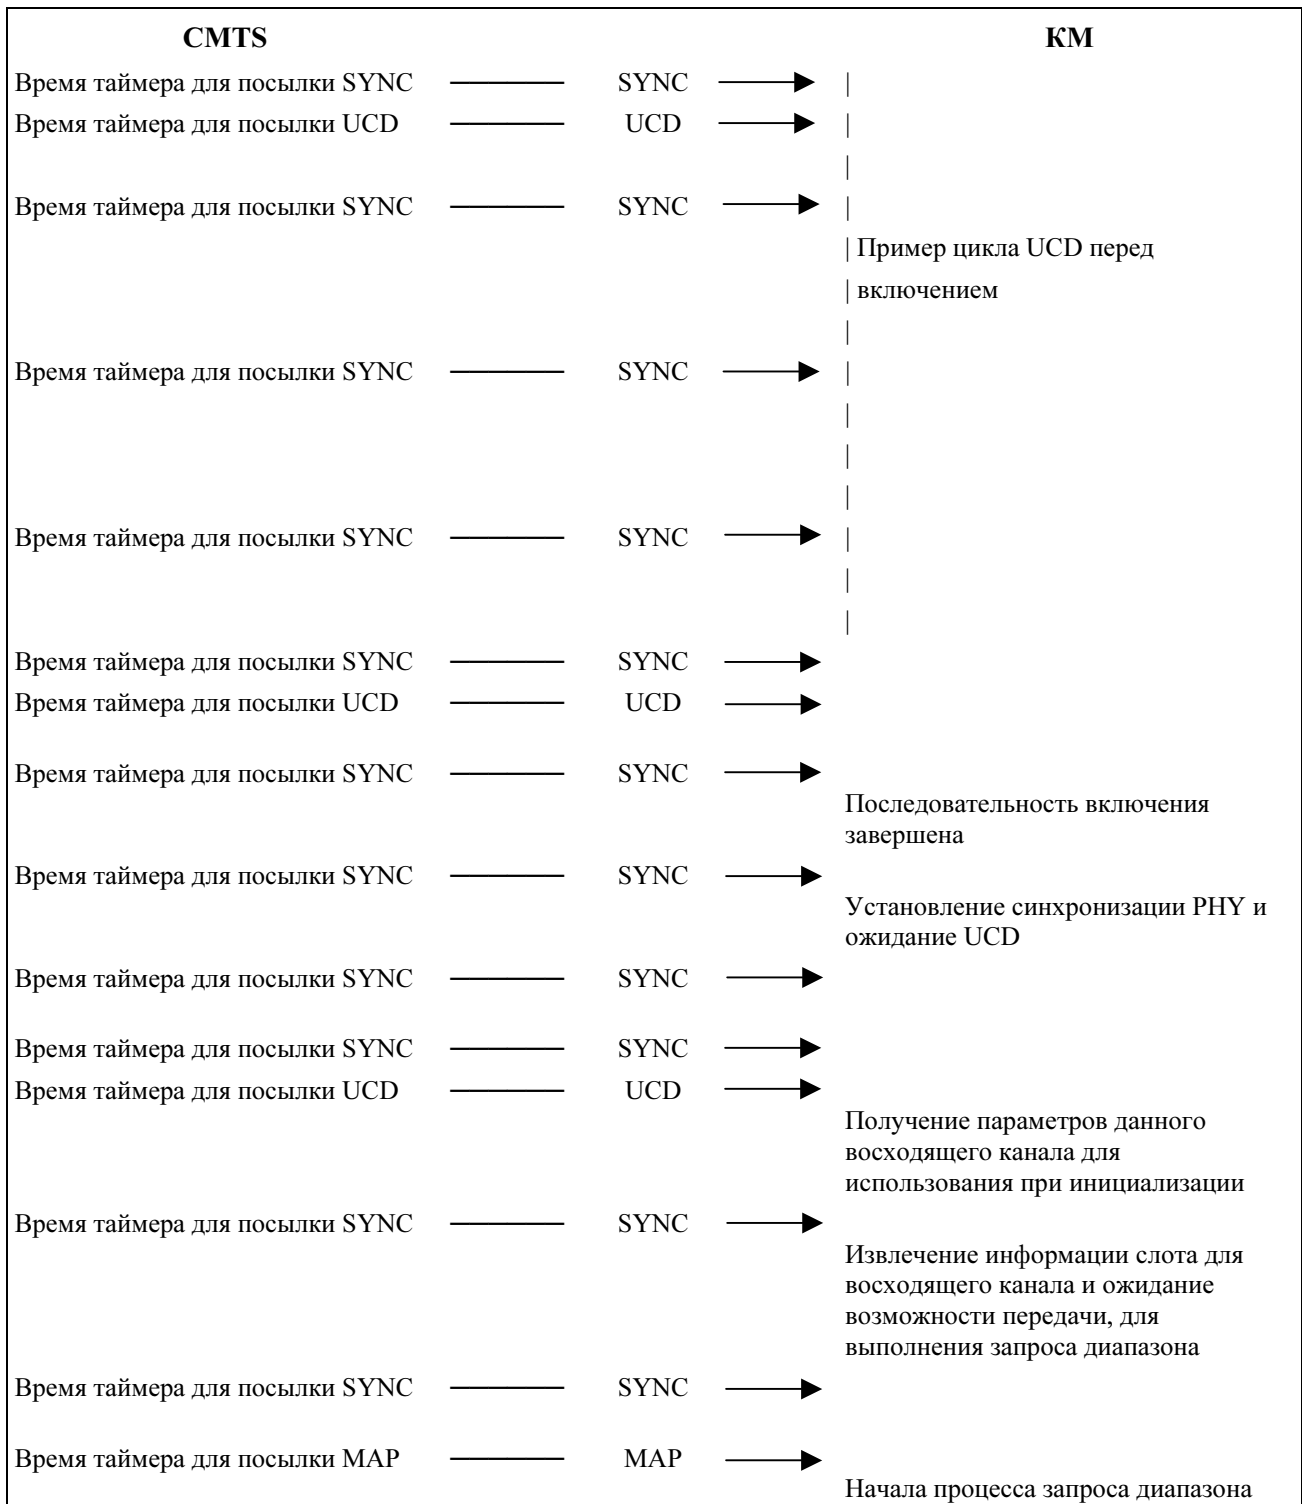 CMTS KM
Время таймера для посылки SYNC SYNC |
Время таймера для посылки UCD UCD |
|
Время таймера для посылки SYNC SYNC |
| Пример цикла UCD перед
| включением
|
Время таймера для посылки SYNC SYNC |
|
|
|
Время таймера для посылки SYNC SYNC |
|
|
Время таймера для посылки SYNC SYNC
Время таймера для посылки UCD UCD
Время таймера для посылки SYNC SYNC
Последовательность включения
завершена
Время таймера для посылки SYNC SYNC
Установление синхронизации PHY и
ожидание UCD
Время таймера для посылки SYNC SYNC
Время таймера для посылки SYNC SYNC
Время таймера для посылки UCD UCD
Получение параметров данного
восходящего канала для
использования при инициализации
Время таймера для посылки SYNC SYNC
Извлечение информации слота для
восходящего канала и ожидание
возможности передачи, для
выполнения запроса диапазона
Время таймера для посылки SYNC SYNC
Время таймера для посылки MAP MAP
Начала процесса запроса диапазона